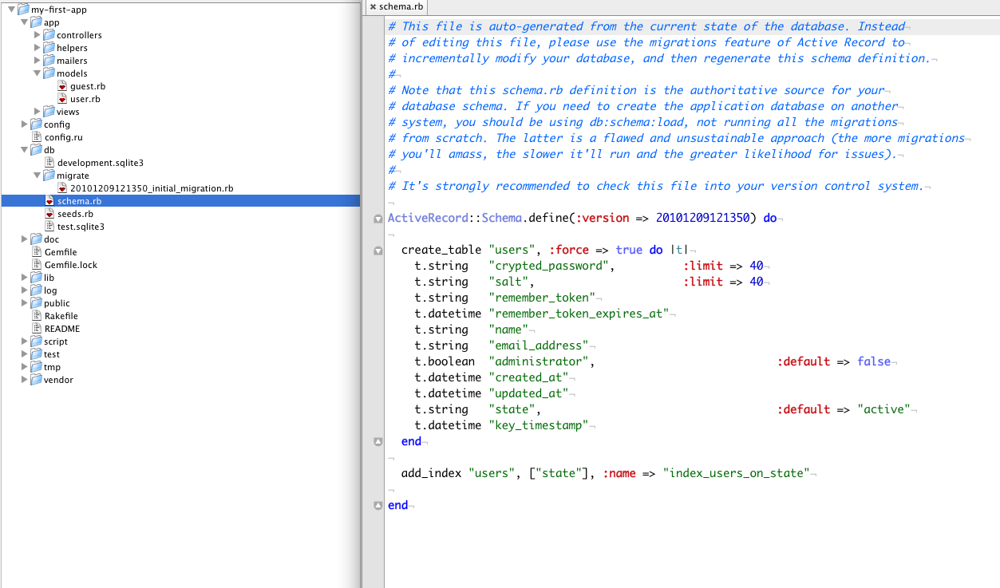 my-first-app
app
controllers
helpers
mailers
models
guest.rb
user.rb
views
config
config.ru
db
development.sqlite3
migrate
20101209121350_initial_migration.rb
schema.rb
seeds.rb
test.sqlite3
doc
Gemfile
Gemfile.lock
lib
log
public
Rakefile
README
script
test
tmp
vendor
✖ schema.rb
# This file is auto-generated from the current state of the database. Instead¬
# of editing this file, please use the migrations feature of Active Record to¬
# incrementally modify your database, and then regenerate this schema definition.¬
#¬
# Note that this schema.rb definition is the authoritative source for your¬
# database schema. If you need to create the application database on another¬
# system, you should be using db:schema:load, not running all the migrations¬
# from scratch. The latter is a flawed and unsustainable approach (the more migrations¬
# you'll amass, the slower it'll run and the greater likelihood for issues).¬
#¬
# It's strongly recommended to check this file into your version control system.¬
¬
ActiveRecord::Schema.define(:version => 20101209121350) do¬
¬
  create_table "users", :force => true do |t|¬
    t.string   "crypted_password",          :limit => 40¬
    t.string   "salt",                      :limit => 40¬
    t.string   "remember_token"¬
    t.datetime "remember_token_expires_at"¬
    t.string   "name"¬
    t.string   "email_address"¬
    t.boolean  "administrator",                           :default => false¬
    t.datetime "created_at"¬
    t.datetime "updated_at"¬
    t.string   "state",                                   :default => "active"¬
    t.datetime "key_timestamp"¬
  end¬
¬
  add_index "users", ["state"], :name => "index_users_on_state"¬
¬
end¬